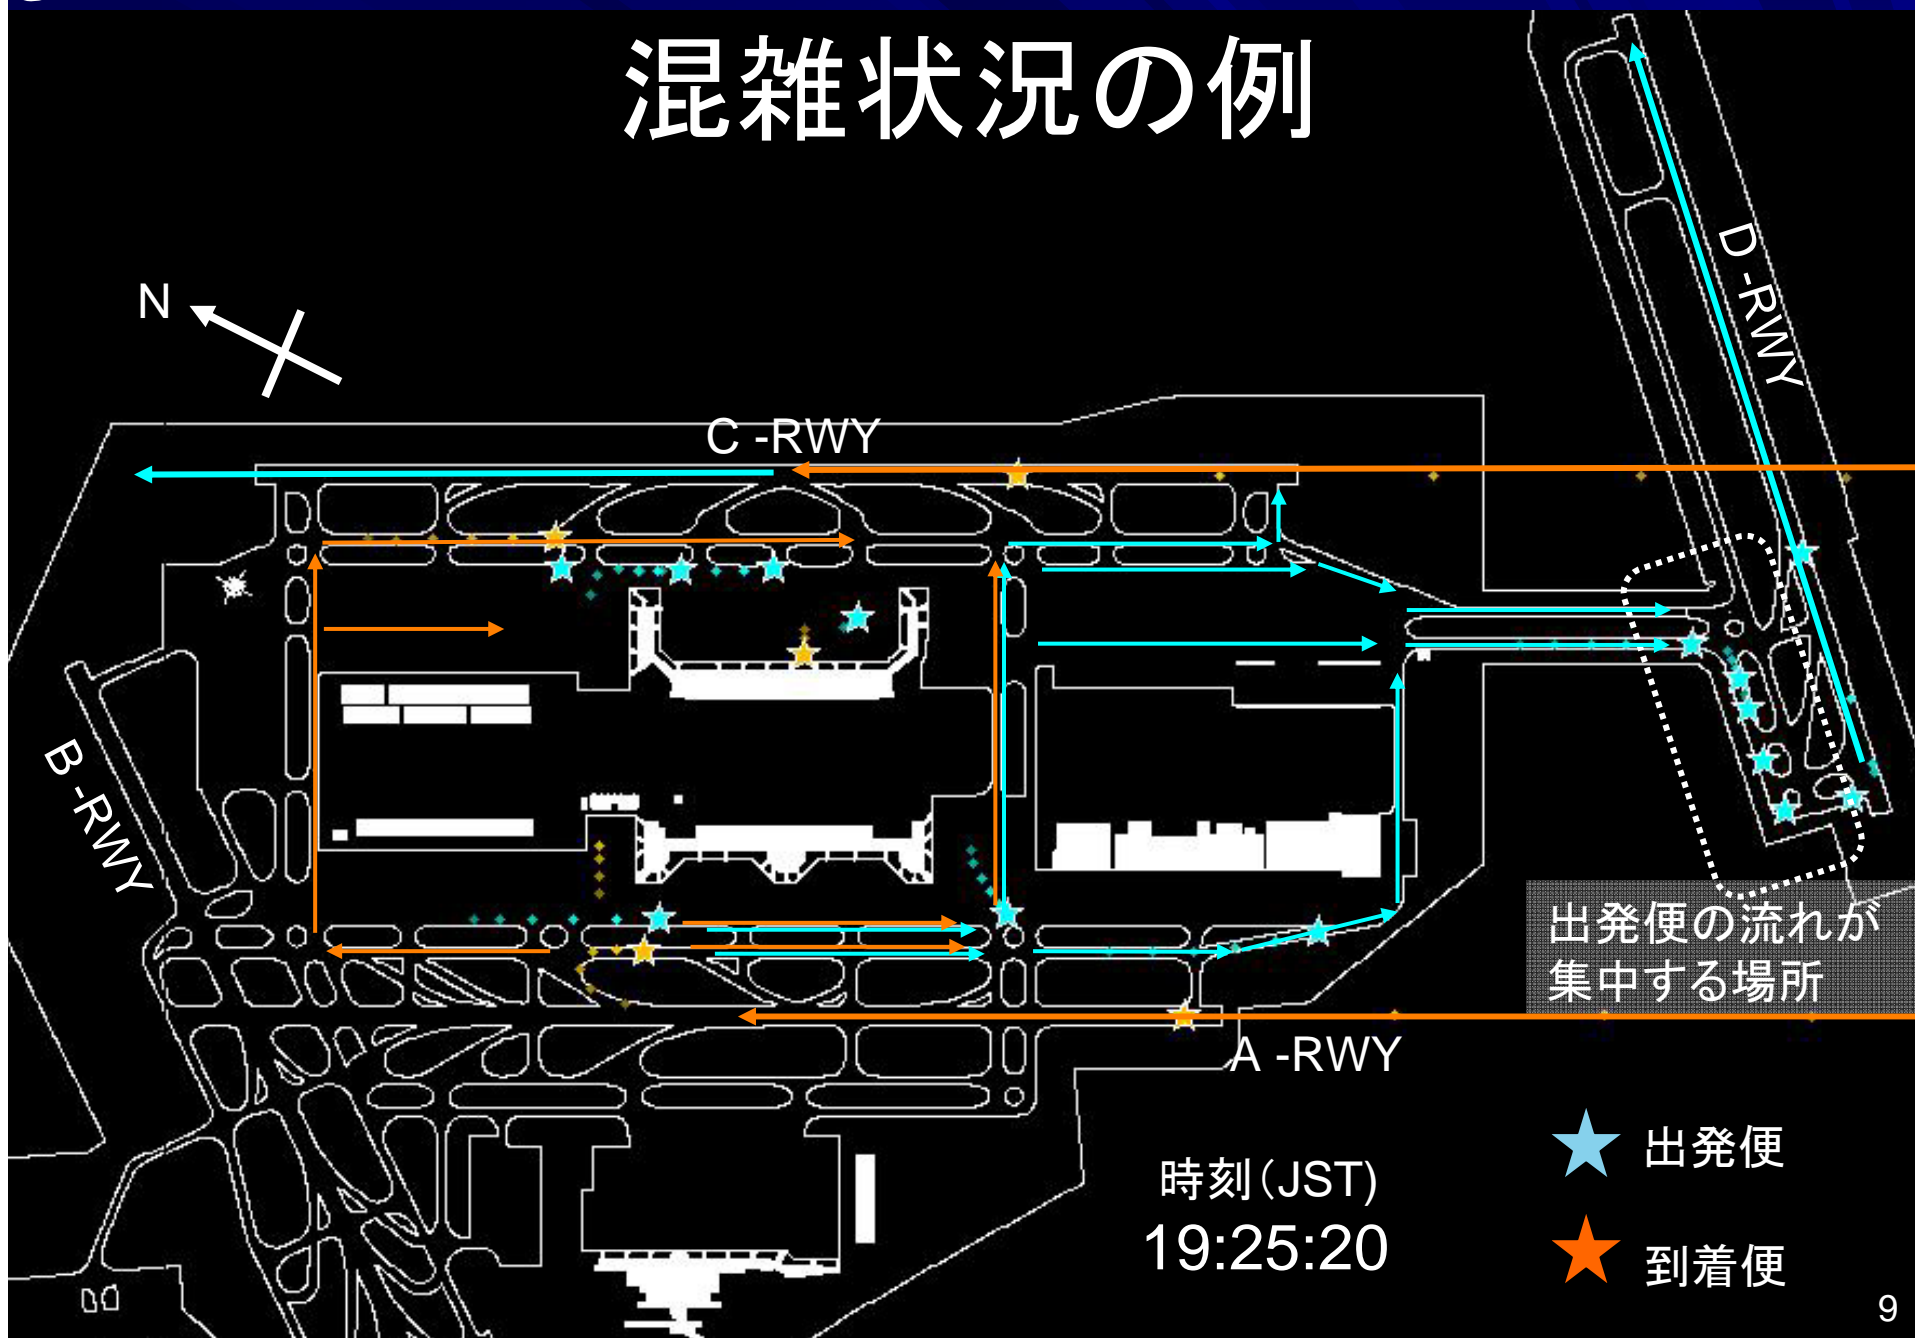 混雑状況の例
N
D -RWY
C -RWY
B -RWY
出発便の流れが
集中する場所
A -RWY
時刻(JST)
19:25:20
出発便
到着便
9